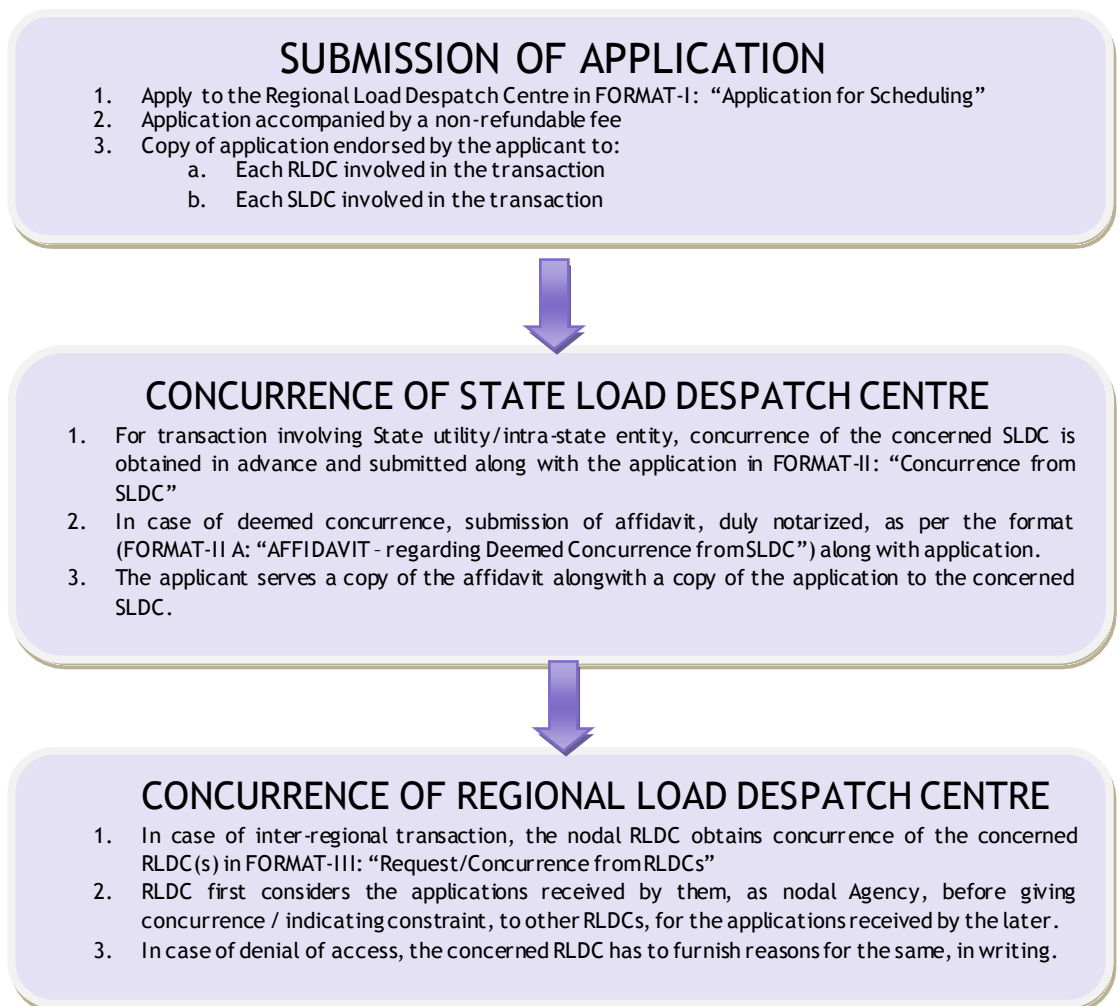 SUBMISSION OF APPLICATION
1. Apply to the Regional Load Despatch Centre in FORMAT-I: “Application for Scheduling”
2. Application accompanied by a non-refundable fee
3. Copy of application endorsed by the applicant to:
a. Each RLDC involved in the transaction
b. Each SLDC involved in the transaction
CONCURRENCE OF STATE LOAD DESPATCH CENTRE
1. For transaction involving State utility/intra-state entity, concurrence of the concerned SLDC is
obtained in advance and submitted along with the application in FORMAT-II: “Concurrence from
SLDC”
2. In case of deemed concurrence, submission of affidavit, duly notarized, as per the format
(FORMAT-II A: “AFFIDAVIT – regarding Deemed Concurrence from SLDC”) along with application.
3. The applicant serves a copy of the affidavit alongwith a copy of the application to the concerned
SLDC.
CONCURRENCE OF REGIONAL LOAD DESPATCH CENTRE
1. In case of inter-regional transaction, the nodal RLDC obtains concurrence of the concerned
RLDC(s) in FORMAT-III: “Request/Concurrence from RLDCs”
2. RLDC first considers the applications received by them, as nodal Agency, before giving
concurrence / indicating constraint, to other RLDCs, for the applications received by the later.
3. In case of denial of access, the concerned RLDC has to furnish reasons for the same, in writing.